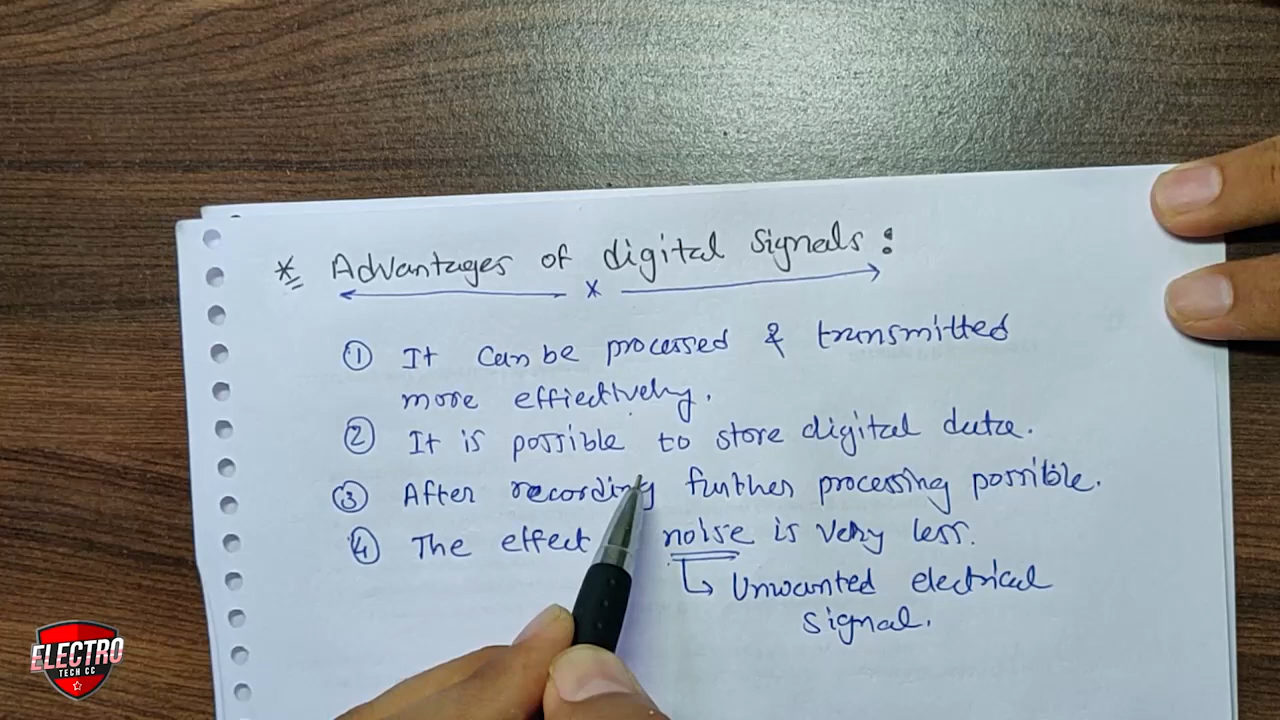 * Advantages of digital signals :
① It can be processed & transmitted
more effiectively.
② It is possible to store digital data.
③ After recording further processing possible.
④ The effect noise is very less.
↳ Unwanted electrical
signal.
ELECTRO
TECH CC